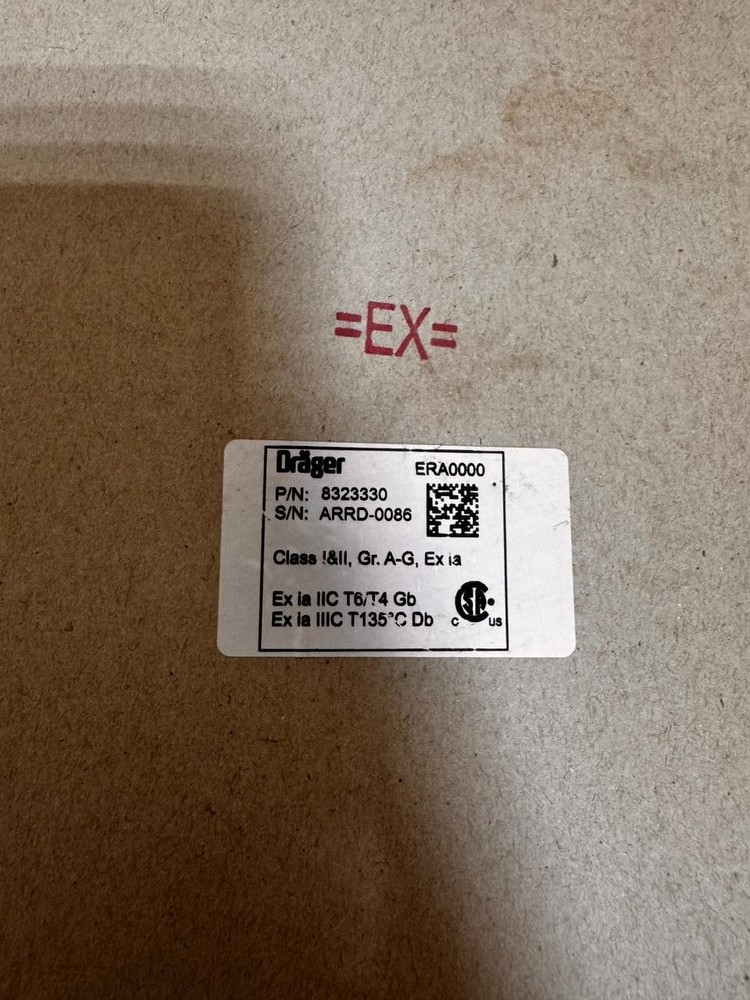 =EX=
Dräger
ERA0000
P/N: 8323330
S/N: ARRD-0086
Class I&II, Gr. A-G, Ex ia
Ex ia IIC T6/T4 Gb
Ex ia IIIC T135°C Db
c SA us